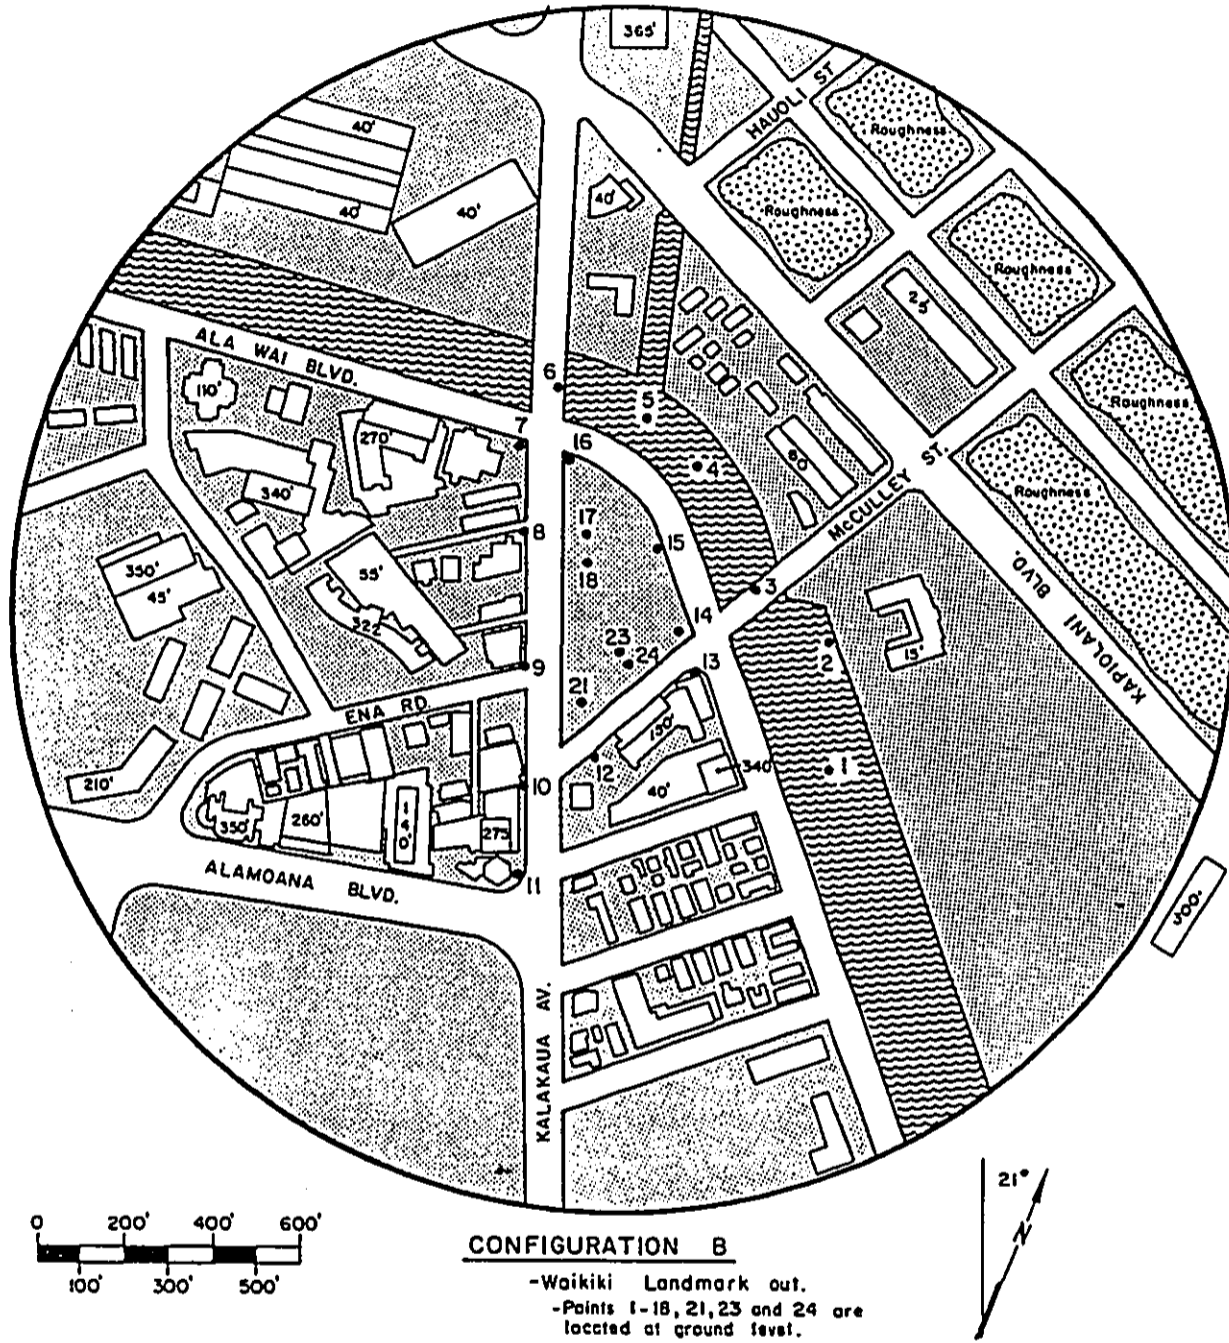 365'
HAUOLI ST
Roughness
40'
40'
40'
40'
Roughness
Roughness
25'
Roughness
Roughness
ALA WAI BLVD.
6
5
110'
7
270'
16
4
60'
McCULLEY ST.
Roughness
340'
8
17
15
350'
45'
55'
18
3
322'
14
23
24
2
15'
9
13
21
KAPIOLANI BLVD.
ENA RD.
150'
12
340'
1
210'
10
40'
350'
260'
140'
275'
11
ALAMOANA BLVD.
300'
KALAKAUA AV.
21°
N
0 200' 400' 600'
100' 300' 500'
CONFIGURATION B
-Waikiki Landmark out.
-Points 1-18, 21, 23 and 24 are
located at ground level.